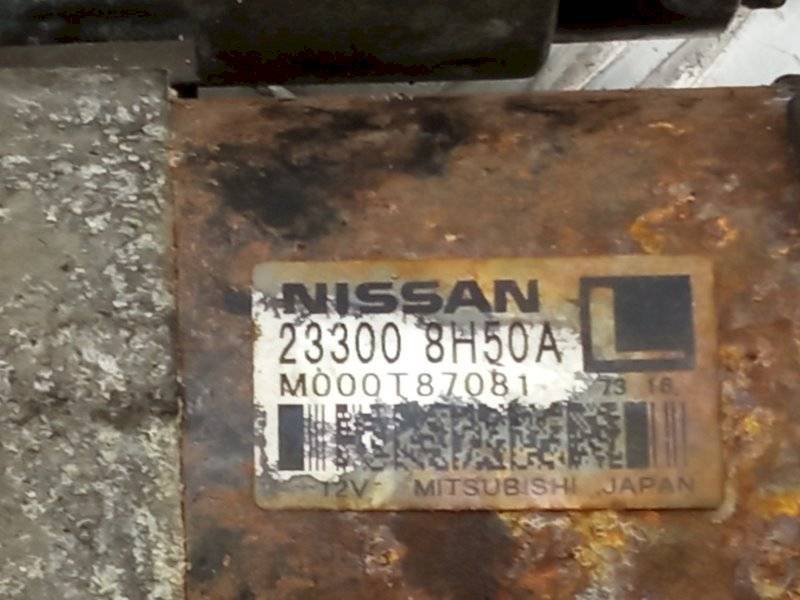 NISSAN L
23300 8H50A
M000T87081 73 16
12V MITSUBISHI JAPAN